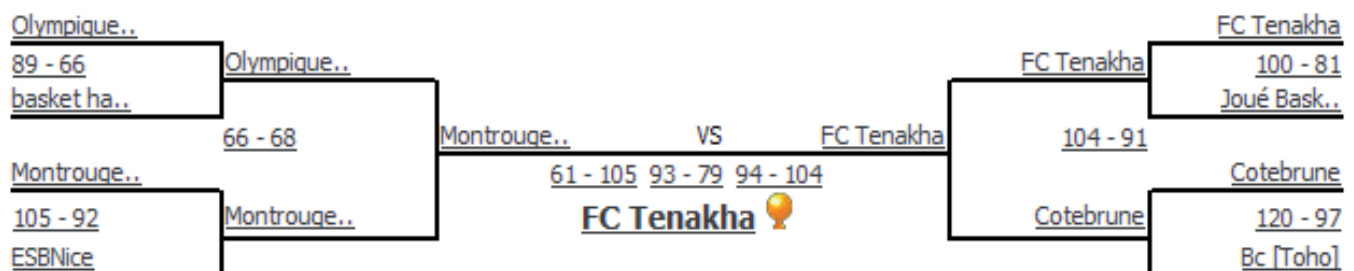 Olympique..
89 - 66
basket ha..
Olympique..
66 - 68
Montrouge..
105 - 92
ESBNice
Montrouge..
Montrouge.. VS FC Tenakha
61 - 105 93 - 79 94 - 104
FC Tenakha
FC Tenakha
104 - 91
Cotebrune
FC Tenakha
100 - 81
Joué Bask..
Cotebrune
120 - 97
Bc [Toho]